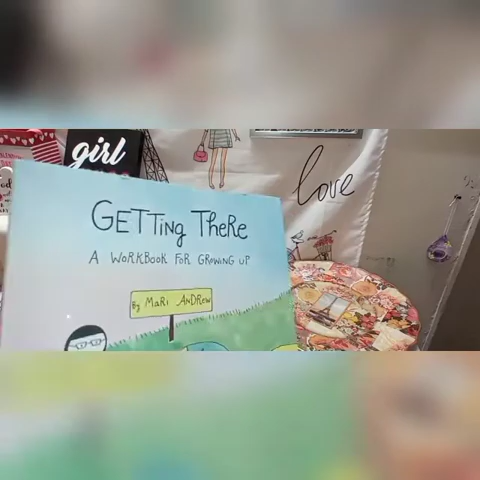 girl
love
GETTing THeRe
A WORKBOOK FOR GROWING UP
By MaRi ANDREW